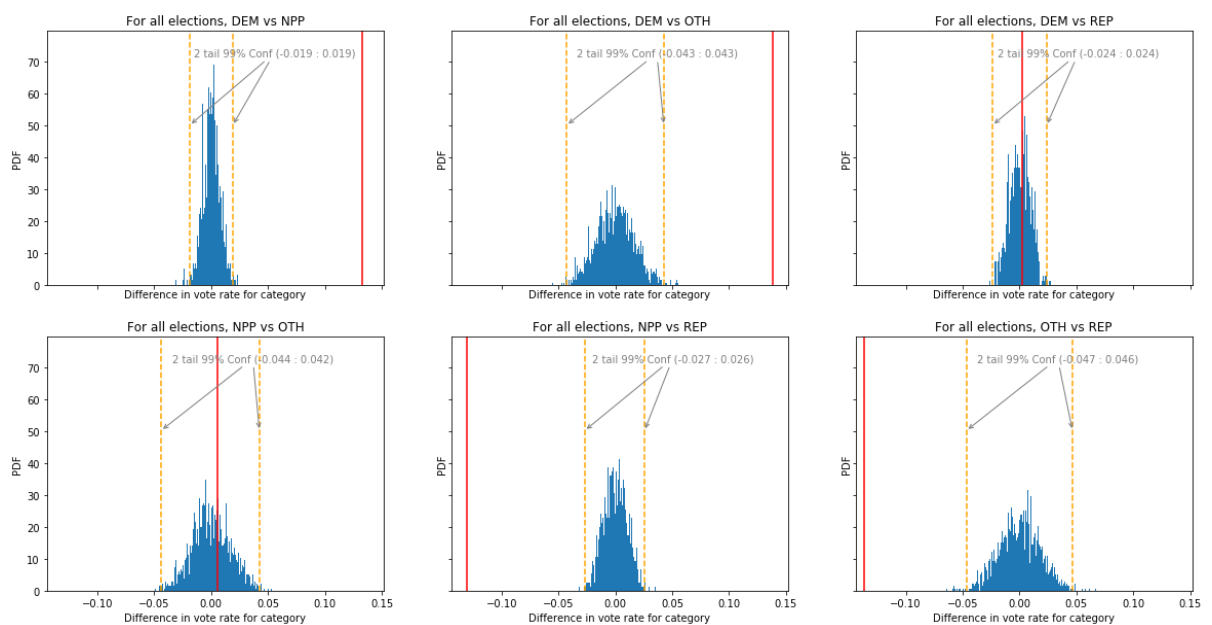 For all elections, DEM vs NPP
2 tail 99% Conf (-0.019 : 0.019)
PDF
70
60
50
40
30
20
10
0
Difference in vote rate for category
For all elections, DEM vs OTH
2 tail 99% Conf (-0.043 : 0.043)
PDF
Difference in vote rate for category
For all elections, DEM vs REP
2 tail 99% Conf (-0.024 : 0.024)
PDF
Difference in vote rate for category
For all elections, NPP vs OTH
2 tail 99% Conf (-0.044 : 0.042)
PDF
70
60
50
40
30
20
10
0
−0.10 −0.05 0.00 0.05 0.10 0.15
Difference in vote rate for category
For all elections, NPP vs REP
2 tail 99% Conf (-0.027 : 0.026)
PDF
−0.10 −0.05 0.00 0.05 0.10 0.15
Difference in vote rate for category
For all elections, OTH vs REP
2 tail 99% Conf (-0.047 : 0.046)
PDF
−0.10 −0.05 0.00 0.05 0.10 0.15
Difference in vote rate for category